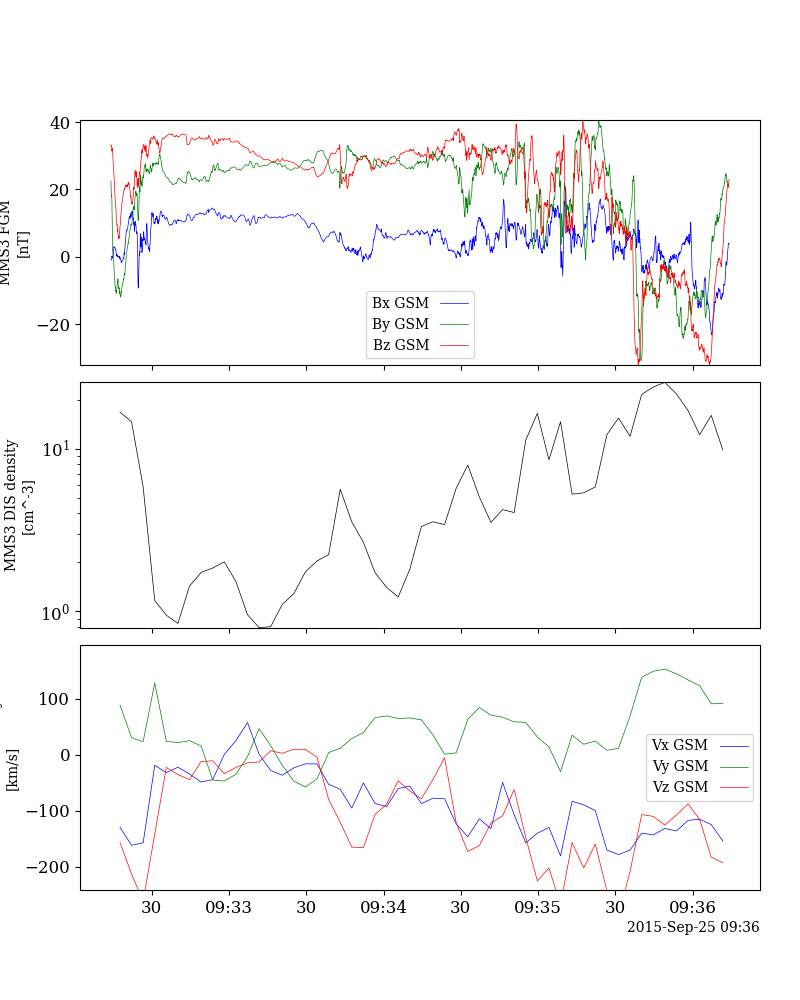 40
20
0
−20
MMS3 FGM
[nT]
Bx GSM
By GSM
Bz GSM
10^1
10^0
MMS3 DIS density
[cm^-3]
100
0
−100
−200
[km/s]
Vx GSM
Vy GSM
Vz GSM
30 09:33 30 09:34 30 09:35 30 09:36
2015-Sep-25 09:36